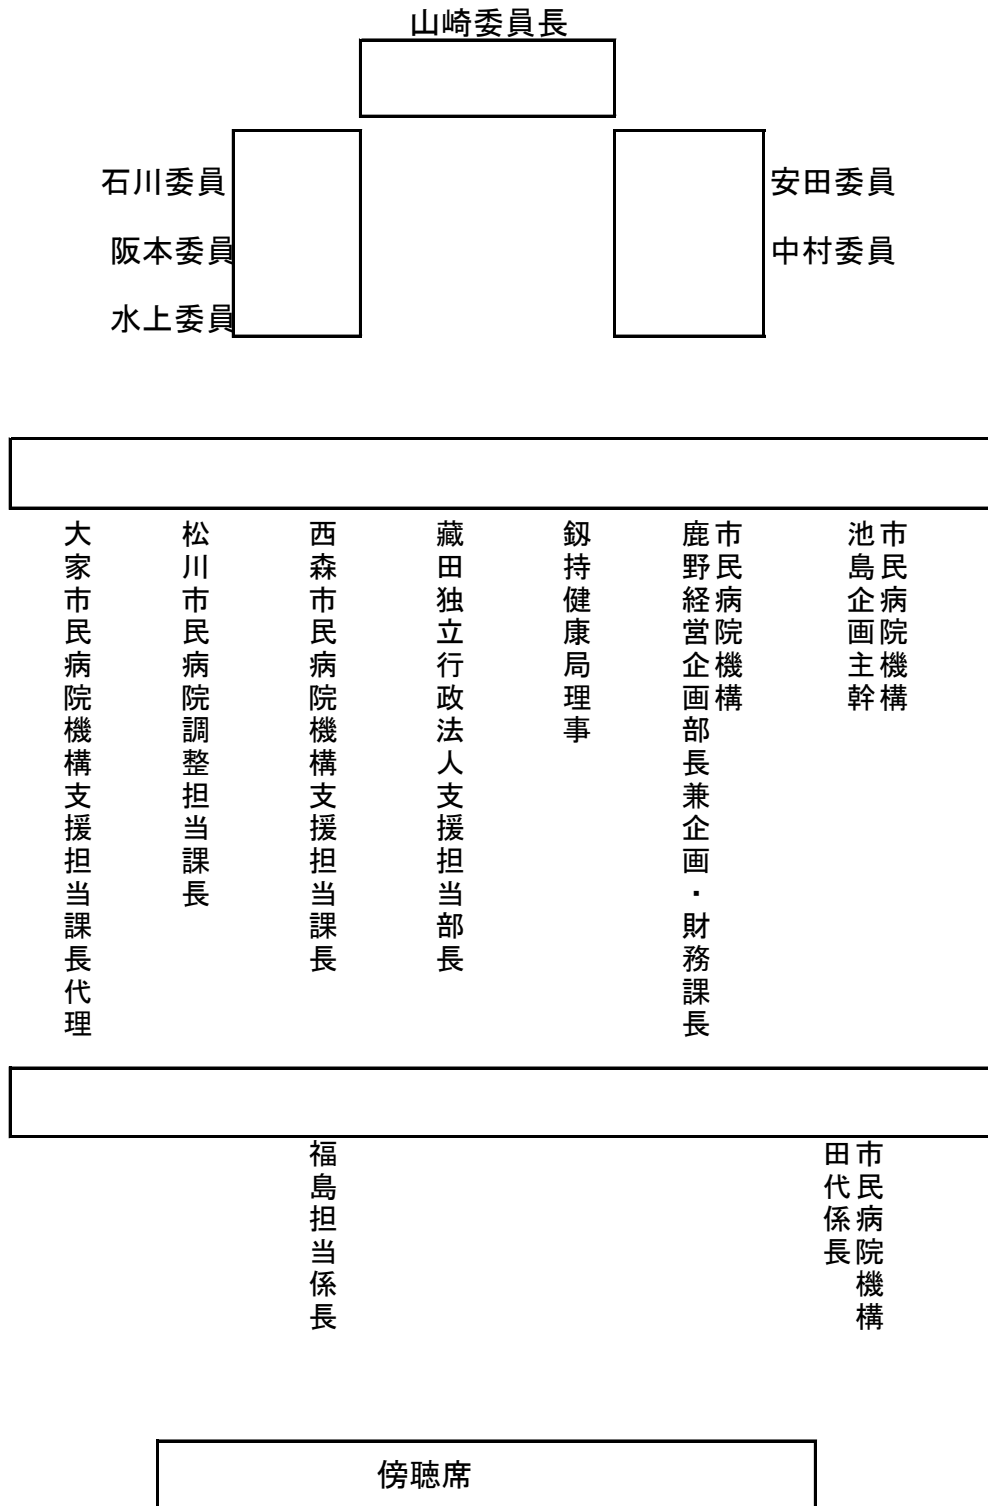 山崎委員長
石川委員
安田委員
阪本委員
中村委員
水上委員
市民病院機構
池島企画主幹
市民病院機構
鹿野経営企画部長兼企画・財務課長
釼持健康局理事
藏田独立行政法人支援担当部長
西森市民病院機構支援担当課長
松川市民病院調整担当課長
大家市民病院機構支援担当課長代理
市民病院機構
田代係長
福島担当係長
傍聴席